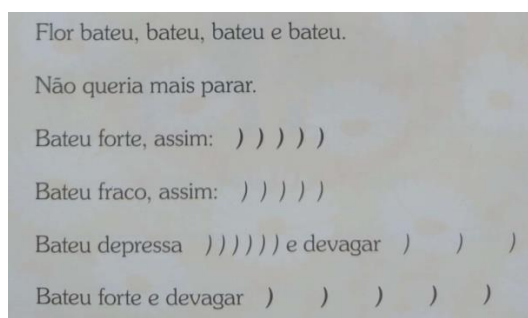 Flor bateu, bateu, bateu e bateu.
Não queria mais parar.
Bateu forte, assim: ) ) ) ) )
Bateu fraco, assim: ) ) ) ) )
Bateu depressa ) ) ) ) ) ) e devagar ) ) )
Bateu forte e devagar ) ) ) ) )